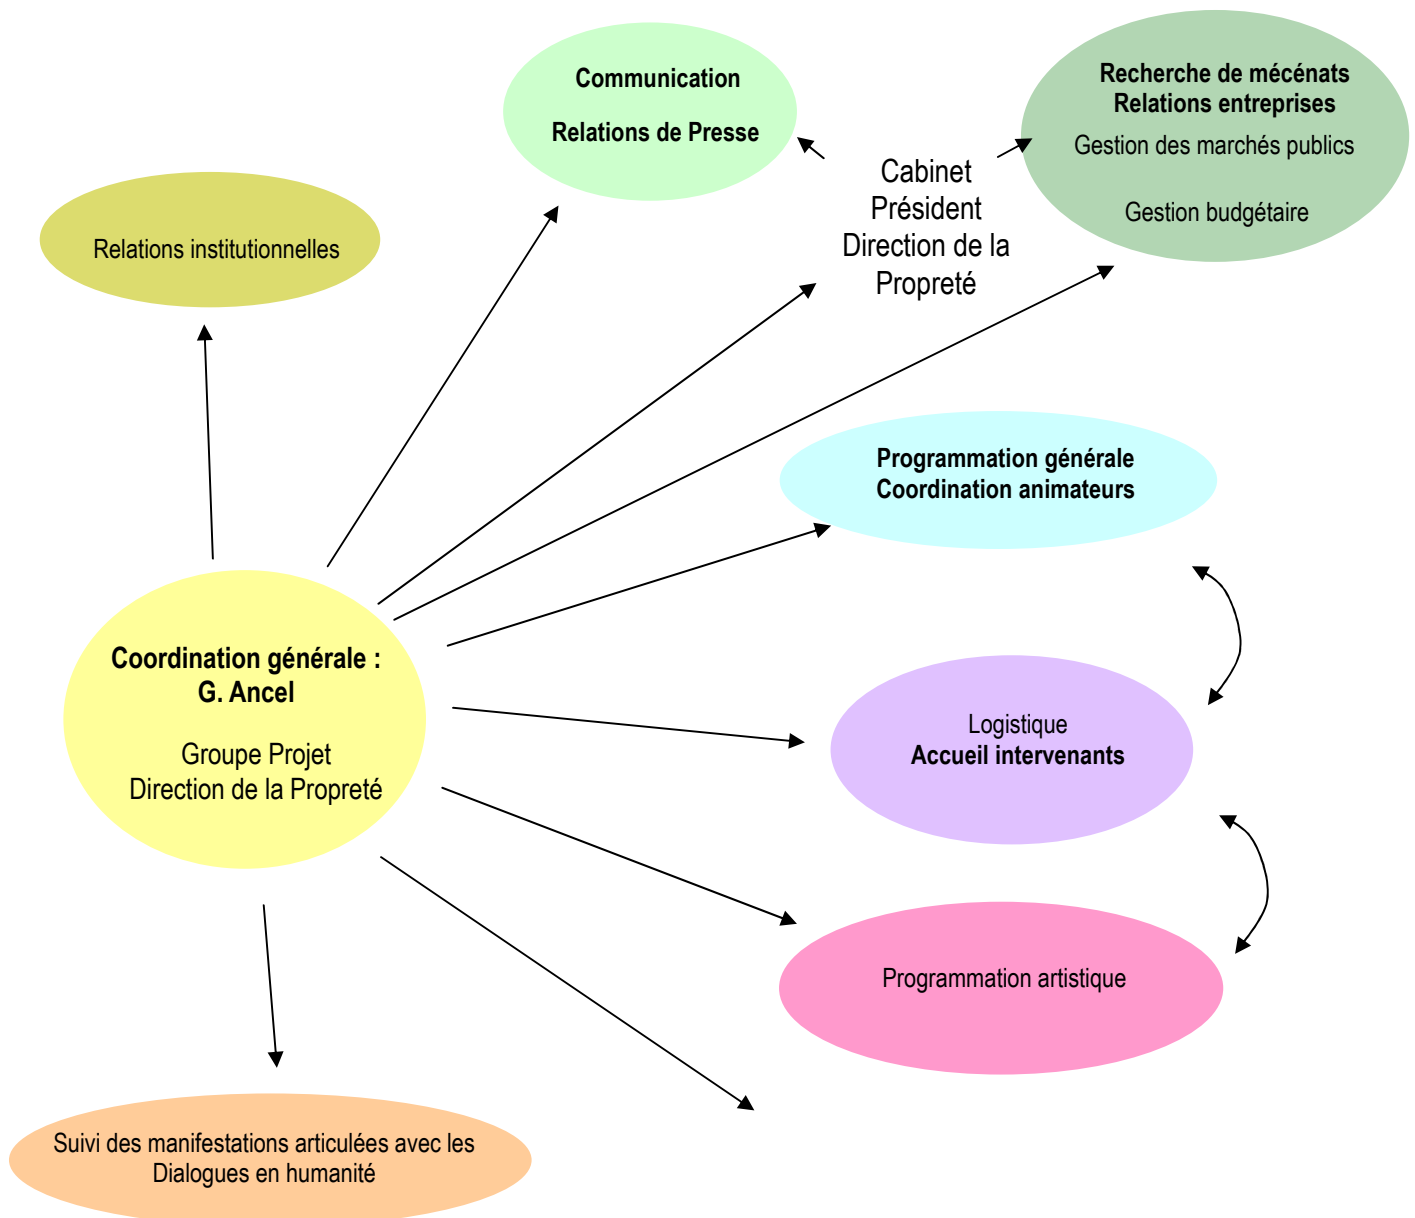 Communication
Relations de Presse
Recherche de mécénats
Relations entreprises
Gestion des marchés publics
Gestion budgétaire
Cabinet
Président
Direction de la
Propreté
Relations institutionnelles
Programmation générale
Coordination animateurs
Coordination générale :
G. Ancel
Groupe Projet
Direction de la Propreté
Logistique
Accueil intervenants
Programmation artistique
Suivi des manifestations articulées avec les
Dialogues en humanité